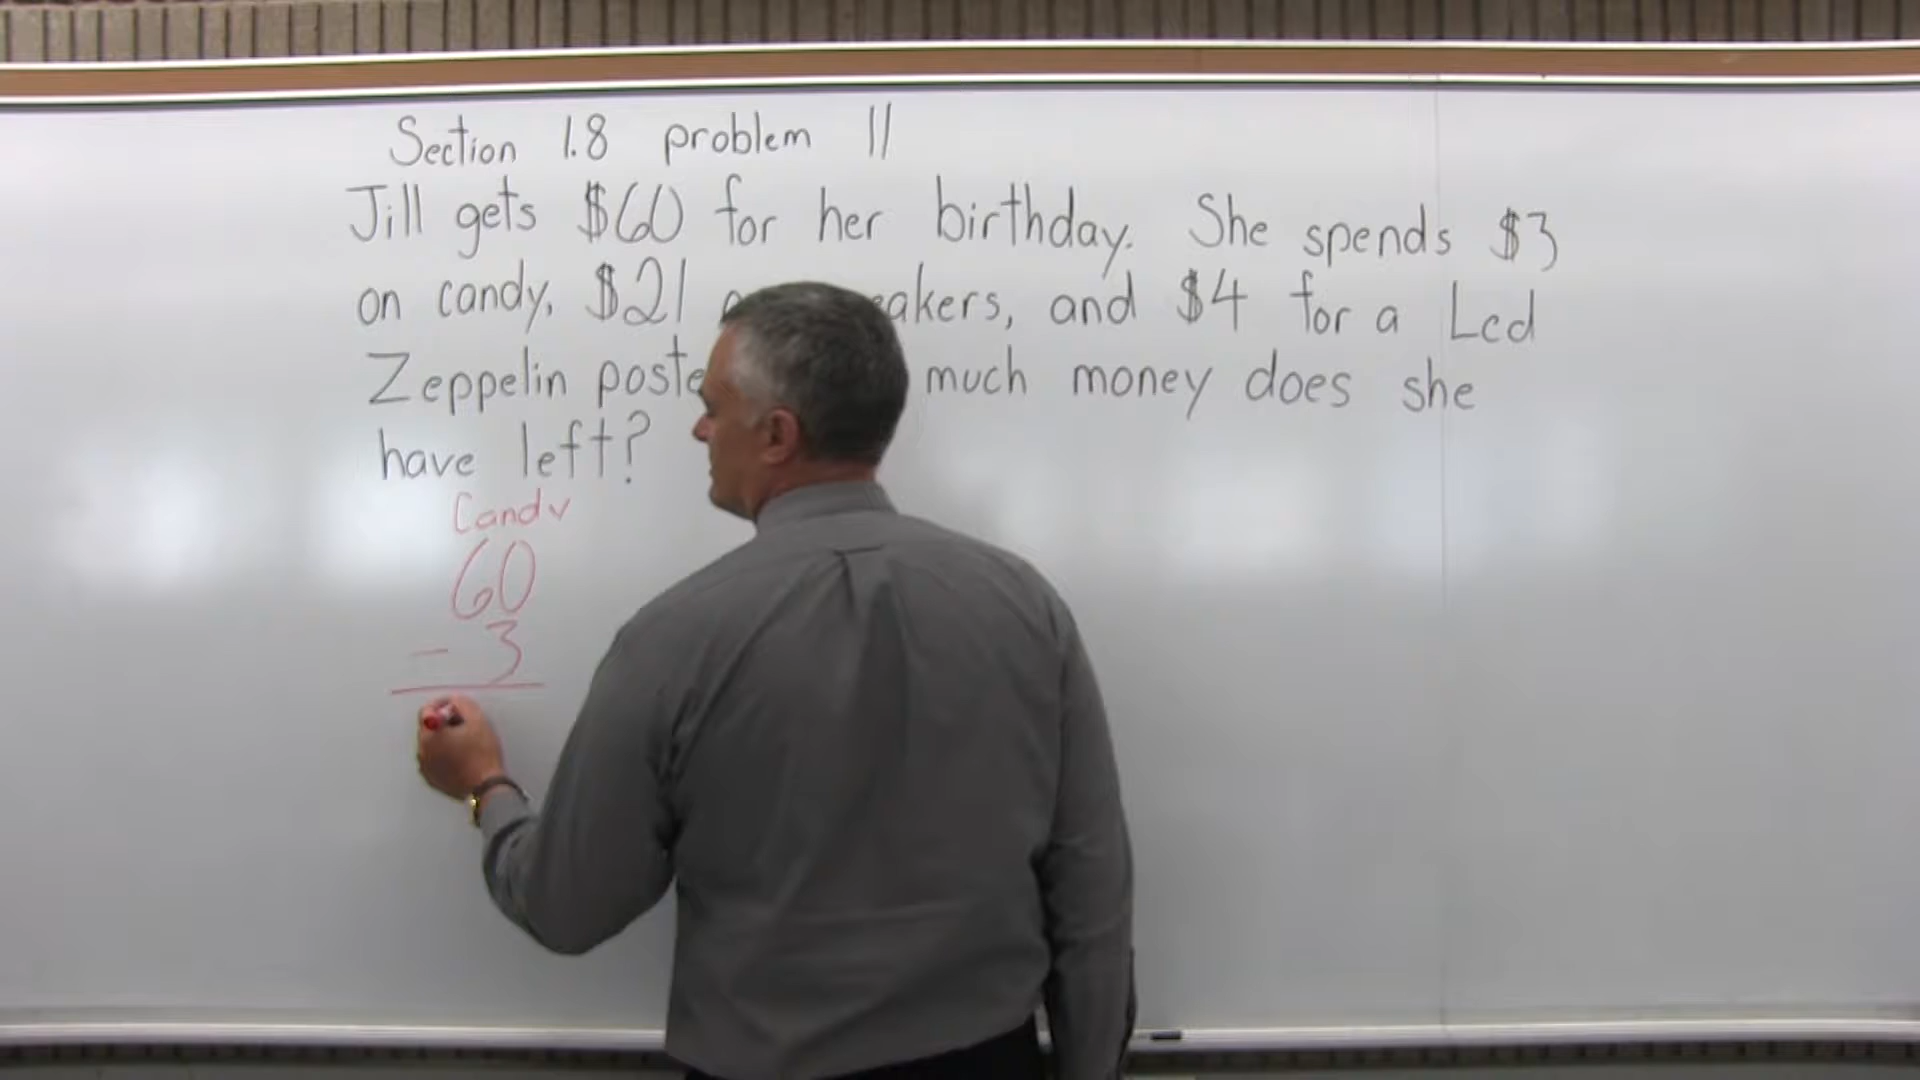 Section 1.8 problem 11
Jill gets $60 for her birthday. She spends $3
on candy, $21 akers, and $4 for a Led
Zeppelin poste much money does she
have left?
Candy
60
- 3